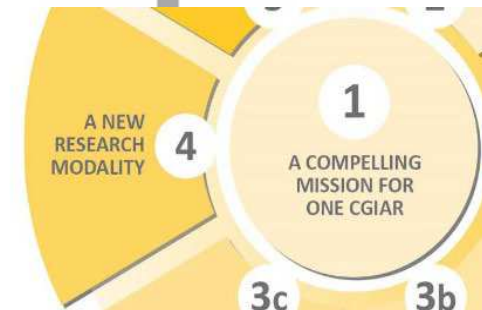 1
A COMPELLING
MISSION FOR
ONE CGIAR
A NEW
RESEARCH
MODALITY
4
3c
3b